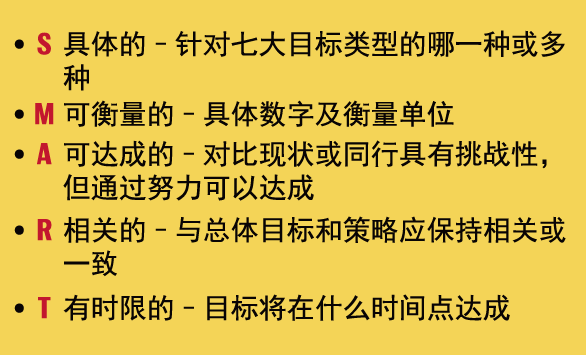 • S 具体的 – 针对七大目标类型的哪一种或多
种
• M 可衡量的 – 具体数字及衡量单位
• A 可达成的 – 对比现状或同行具有挑战性，
但通过努力可以达成
• R 相关的 – 与总体目标和策略应保持相关或
一致
• T 有时限的 – 目标将在什么时间点达成